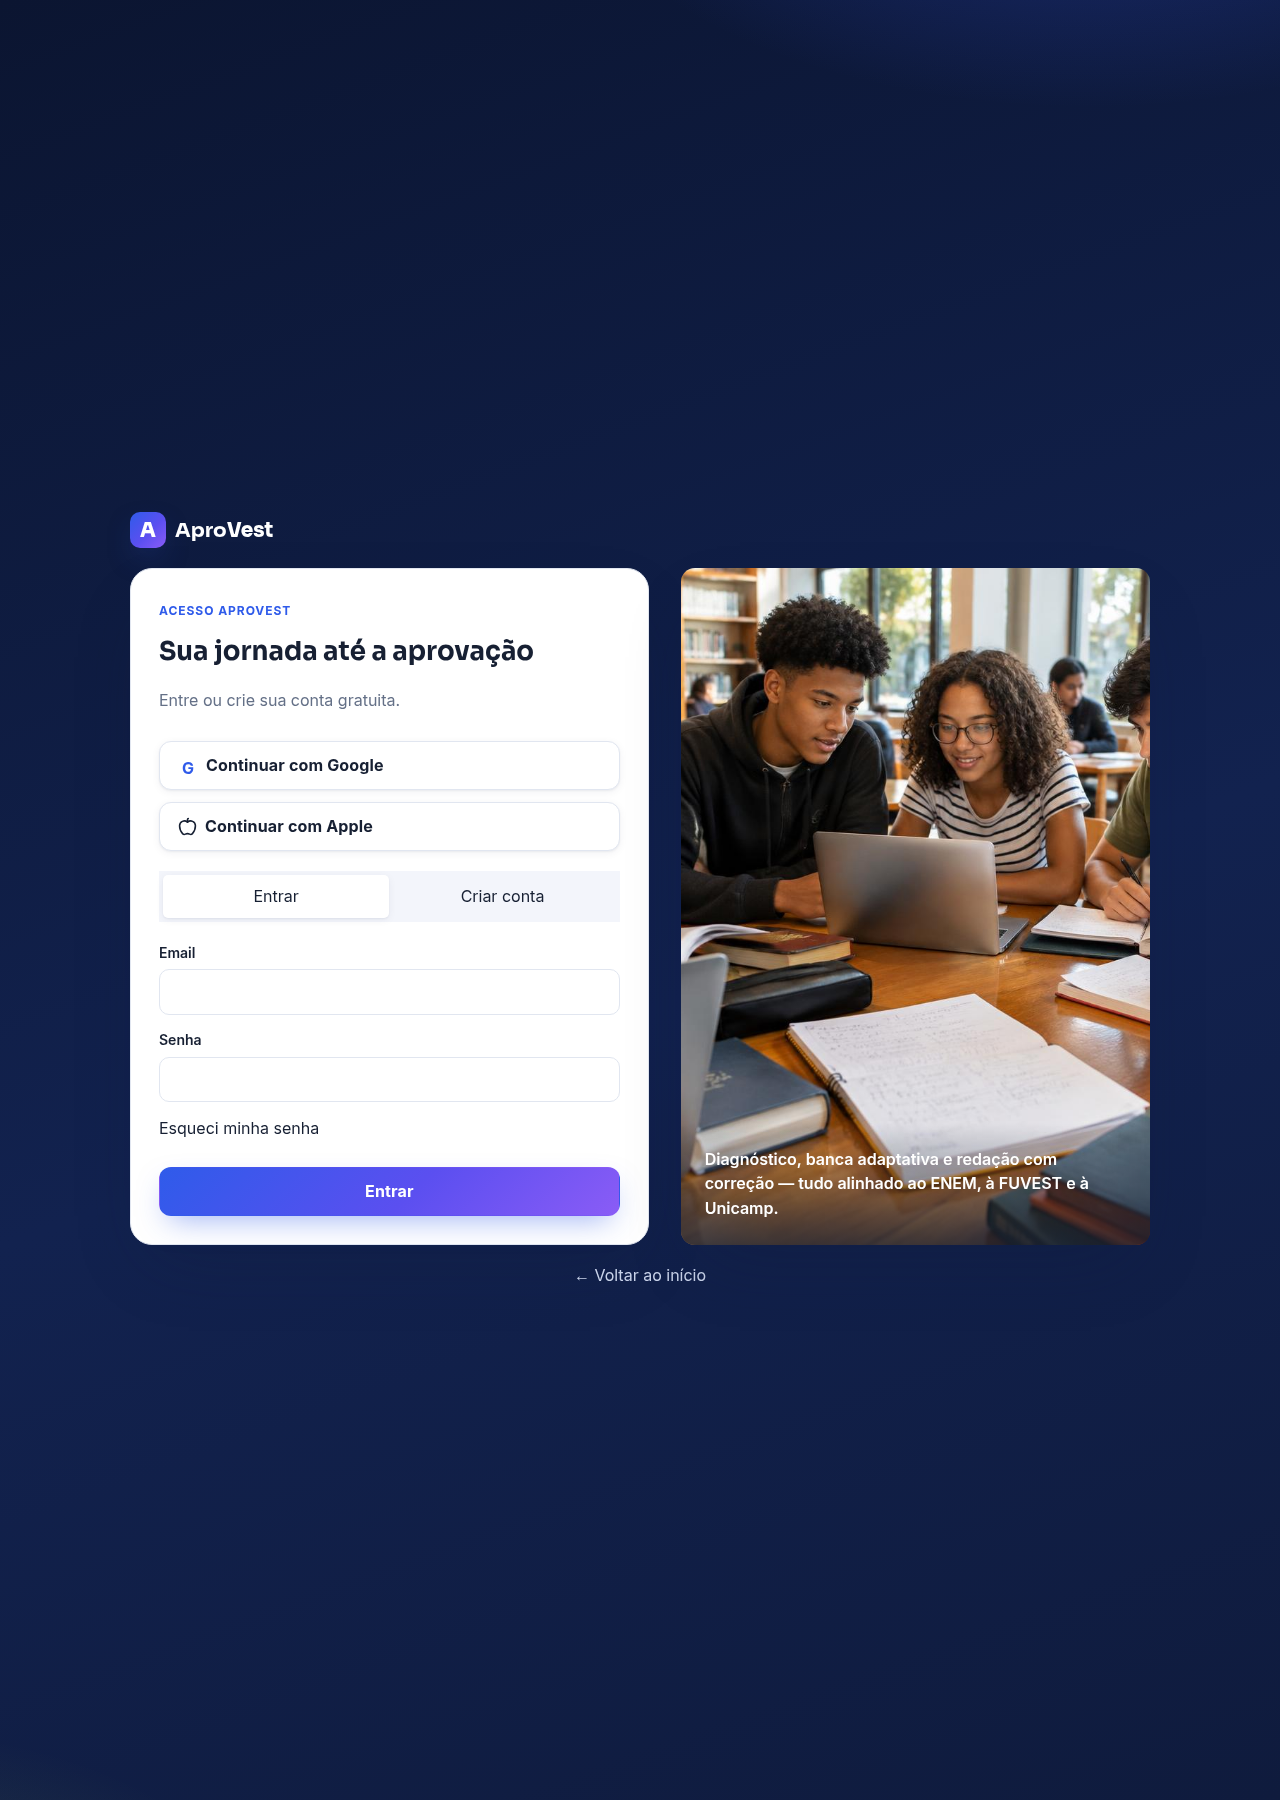 A AproVest
ACESSO APROVEST
Sua jornada até a aprovação
Entre ou crie sua conta gratuita.
G Continuar com Google
Continuar com Apple
Entrar
Criar conta
Email
Senha
Esqueci minha senha
Entrar
Diagnóstico, banca adaptativa e redação com
correção — tudo alinhado ao ENEM, à FUVEST e à
Unicamp.
← Voltar ao início